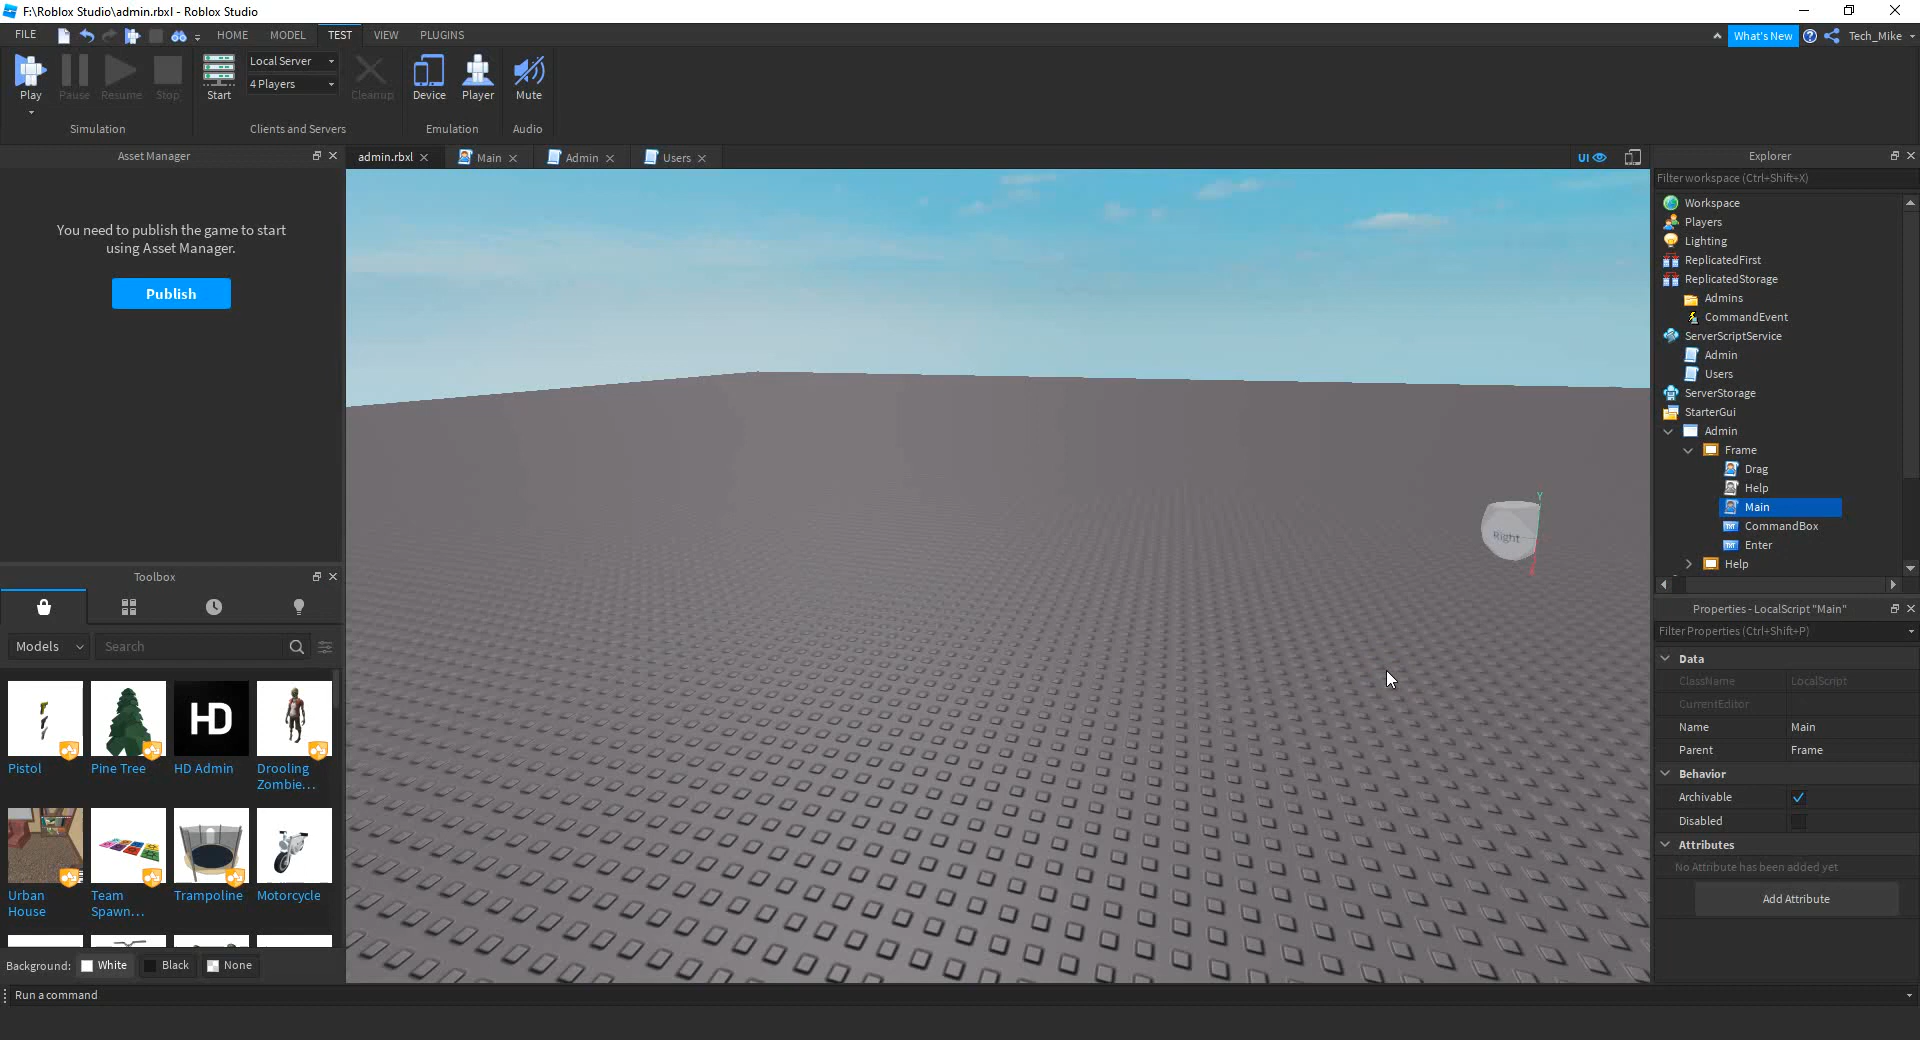 F:\Roblox Studio\admin.rbxl - Roblox Studio
FILE HOME MODEL TEST VIEW PLUGINS What's New Tech_Mike
Play Pause Resume Stop Start Local Server 4 Players Cleanup Device Player Mute
Simulation Clients and Servers Emulation Audio
Asset Manager
You need to publish the game to start
using Asset Manager.
Publish
Toolbox
Models Search
Pistol Pine Tree HD HD Admin Drooling
Zombie...
Urban
House Team
Spawn... Trampoline Motorcycle
Background: White Black None
admin.rbxl Main Admin Users UI
Y
Right
Explorer
Filter workspace (Ctrl+Shift+X)
Workspace
Players
Lighting
ReplicatedFirst
ReplicatedStorage
Admins
CommandEvent
ServerScriptService
Admin
Users
ServerStorage
StarterGui
Admin
Frame
Drag
Help
Main
TXT CommandBox
TXT Enter
Help
Properties - LocalScript "Main"
Filter Properties (Ctrl+Shift+P)
Data
ClassName LocalScript
CurrentEditor
Name Main
Parent Frame
Behavior
Archivable
Disabled
Attributes
No Attribute has been added yet
Add Attribute
Run a command